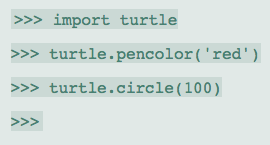 >>> import turtle
>>> turtle.pencolor('red')
>>> turtle.circle(100)
>>>